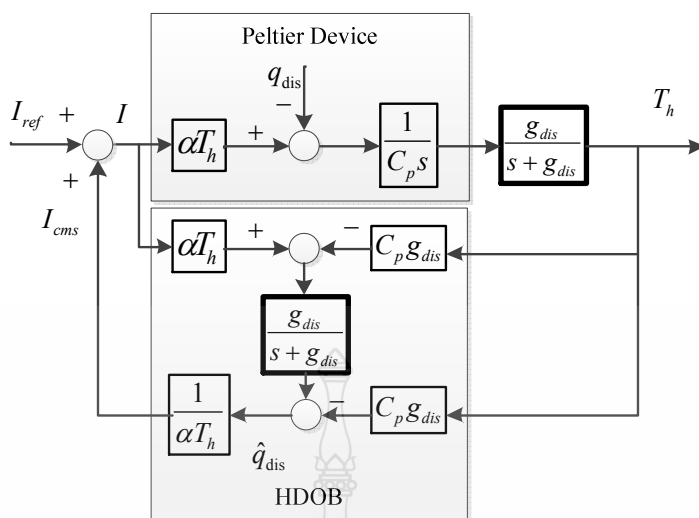 Peltier Device
q_dis
−
I_ref + I
αT_h
+
1/(C_p s)
g_dis/(s + g_dis)
T_h
+
I_cms
αT_h
+
−
C_p g_dis
g_dis/(s + g_dis)
1/(αT_h)
−
C_p g_dis
q̂_dis
HDOB